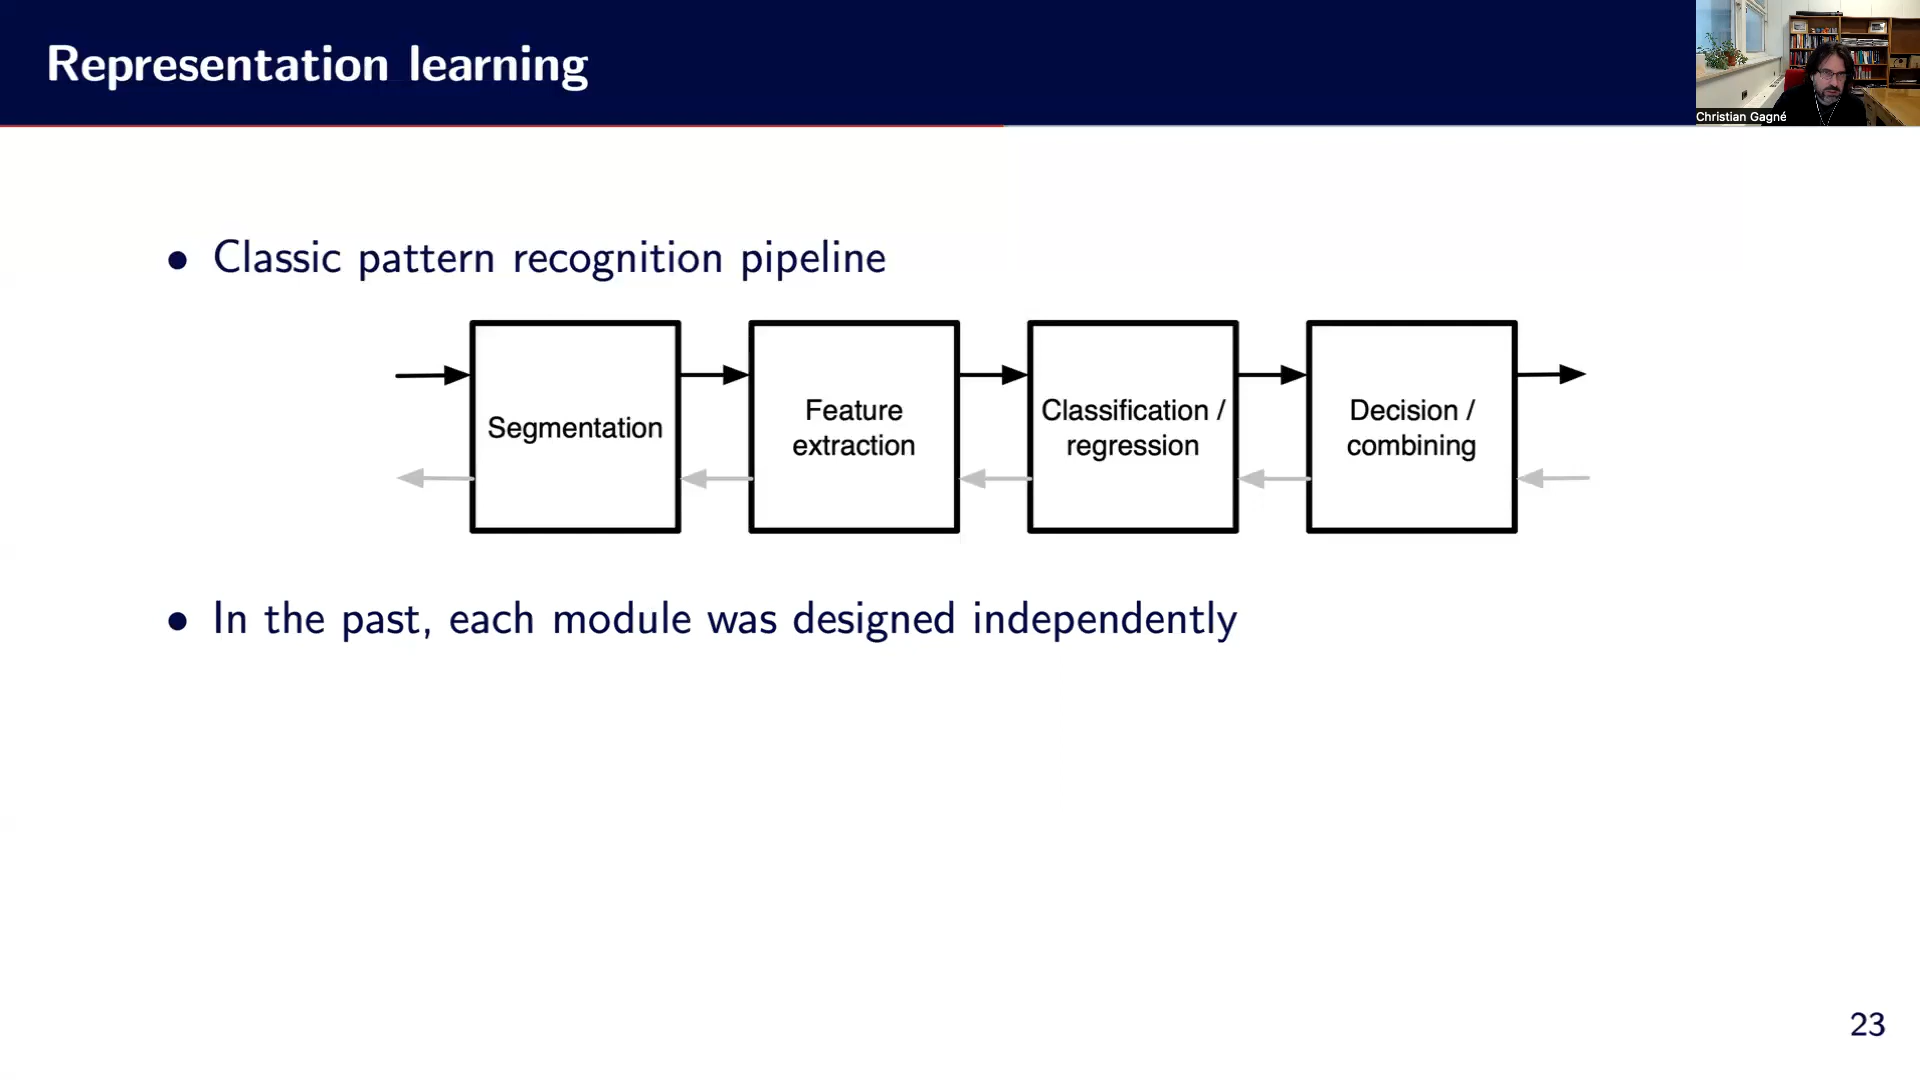 Representation learning
Christian Gagné
• Classic pattern recognition pipeline
Segmentation
Feature
extraction
Classification /
regression
Decision /
combining
• In the past, each module was designed independently
23